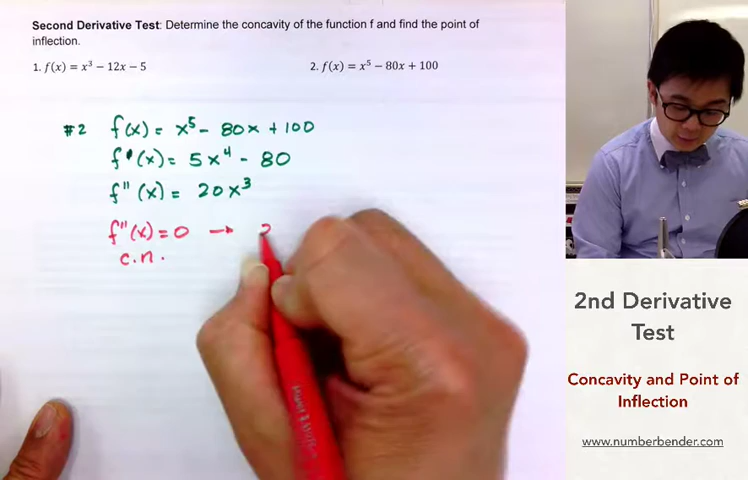 Second Derivative Test: Determine the concavity of the function f and find the point of
inflection.
1. f(x) = x³ − 12x − 5
2. f(x) = x⁵ − 80x + 100
#2 f(x) = x⁵ - 80x + 100
f'(x) = 5x⁴ - 80
f"(x) = 20x³
f"(x) = 0 → 2
c.n.
2nd Derivative
Test
Concavity and Point of
Inflection
www.numberbender.com